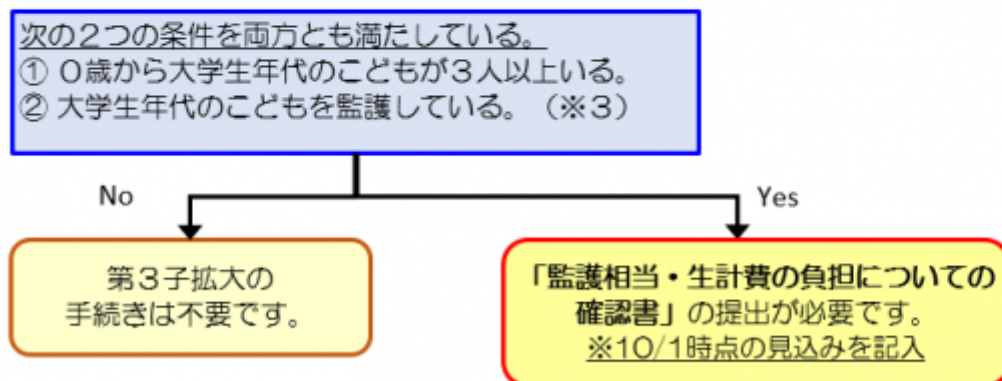 次の2つの条件を両方とも満たしている。
① 0歳から大学生年代のこどもが3人以上いる。
② 大学生年代のこどもを監護している。（※3）
No
Yes
第3子拡大の
手続きは不要です。
「監護相当・生計費の負担についての
確認書」の提出が必要です。
※10/1時点の見込みを記入